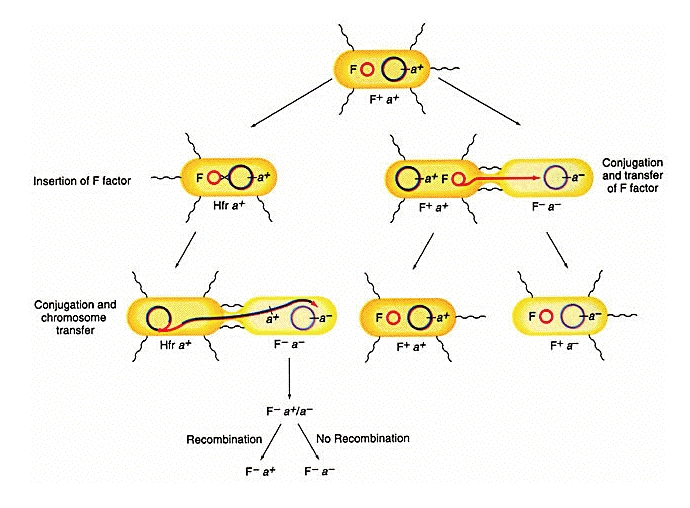 F a+
F+ a+
Insertion of F factor
F a+
Hfr a+
a+ F a−
F+ a+ F− a−
Conjugation
and transfer
of F factor
Conjugation and
chromosome
transfer
a+ a−
Hfr a+ F− a−
F a+
F+ a+
F a−
F+ a−
F− a+/a−
Recombination No Recombination
F− a+ F− a−